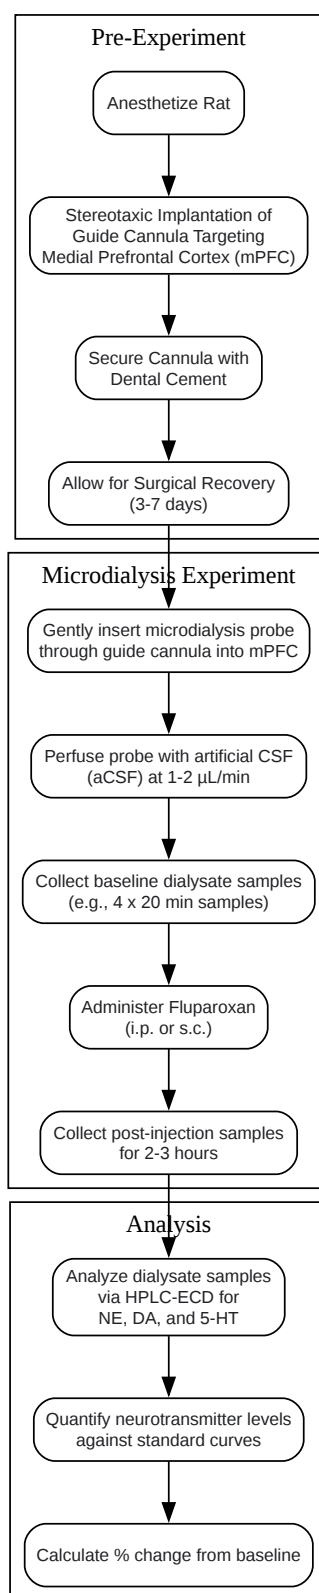 Pre-Experiment
Anesthetize Rat
Stereotaxic Implantation of
Guide Cannula Targeting
Medial Prefrontal Cortex (mPFC)
Secure Cannula with
Dental Cement
Allow for Surgical Recovery
(3-7 days)
Microdialysis Experiment
Gently insert microdialysis probe
through guide cannula into mPFC
Perfuse probe with artificial CSF
(aCSF) at 1-2 µL/min
Collect baseline dialysate samples
(e.g., 4 x 20 min samples)
Administer Fluparoxan
(i.p. or s.c.)
Collect post-injection samples
for 2-3 hours
Analysis
Analyze dialysate samples
via HPLC-ECD for
NE, DA, and 5-HT
Quantify neurotransmitter levels
against standard curves
Calculate % change from baseline